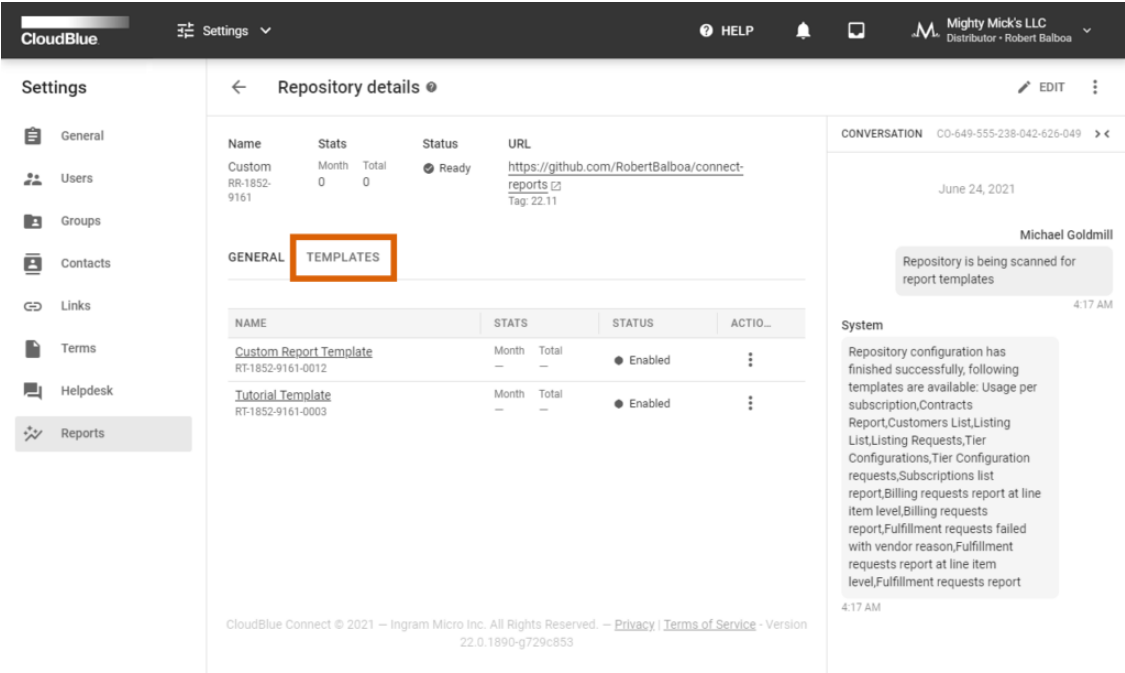 CloudBlue
Settings
HELP
Mighty Mick's LLC
Distributor • Robert Balboa
Settings
General
Users
Groups
Contacts
Links
Terms
Helpdesk
Reports
Repository details
EDIT
Name
Stats
Status
URL
Custom
RR-1852-
9161
Month Total
0 0
Ready
https://github.com/RobertBalboa/connect-
reports
Tag: 22.11
GENERAL
TEMPLATES
NAME STATS STATUS ACTIO...
Custom Report Template
RT-1852-9161-0012
Month Total
— —
Enabled
Tutorial Template
RT-1852-9161-0003
Month Total
— —
Enabled
CloudBlue Connect © 2021 — Ingram Micro Inc. All Rights Reserved. — Privacy | Terms of Service - Version
22.0.1890-g729c853
CONVERSATION CO-649-555-238-042-626-049
June 24, 2021
Michael Goldmill
Repository is being scanned for
report templates
4:17 AM
System
Repository configuration has
finished successfully, following
templates are available: Usage per
subscription,Contracts
Report,Customers List,Listing
List,Listing Requests,Tier
Configurations,Tier Configuration
requests,Subscriptions list
report,Billing requests report at line
item level,Billing requests
report,Fulfillment requests failed
with vendor reason,Fulfillment
requests report at line item
level,Fulfillment requests report
4:17 AM